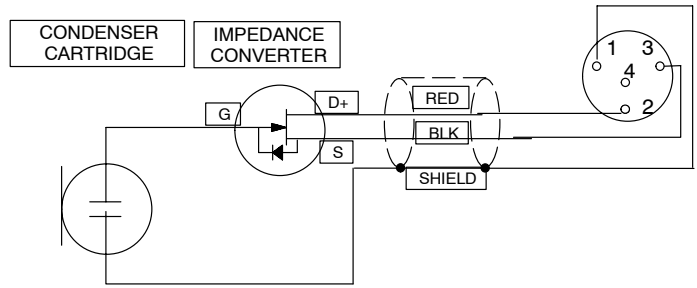 CONDENSER
CARTRIDGE
IMPEDANCE
CONVERTER
1 3
4
2
G
D+
RED
BLK
S
SHIELD